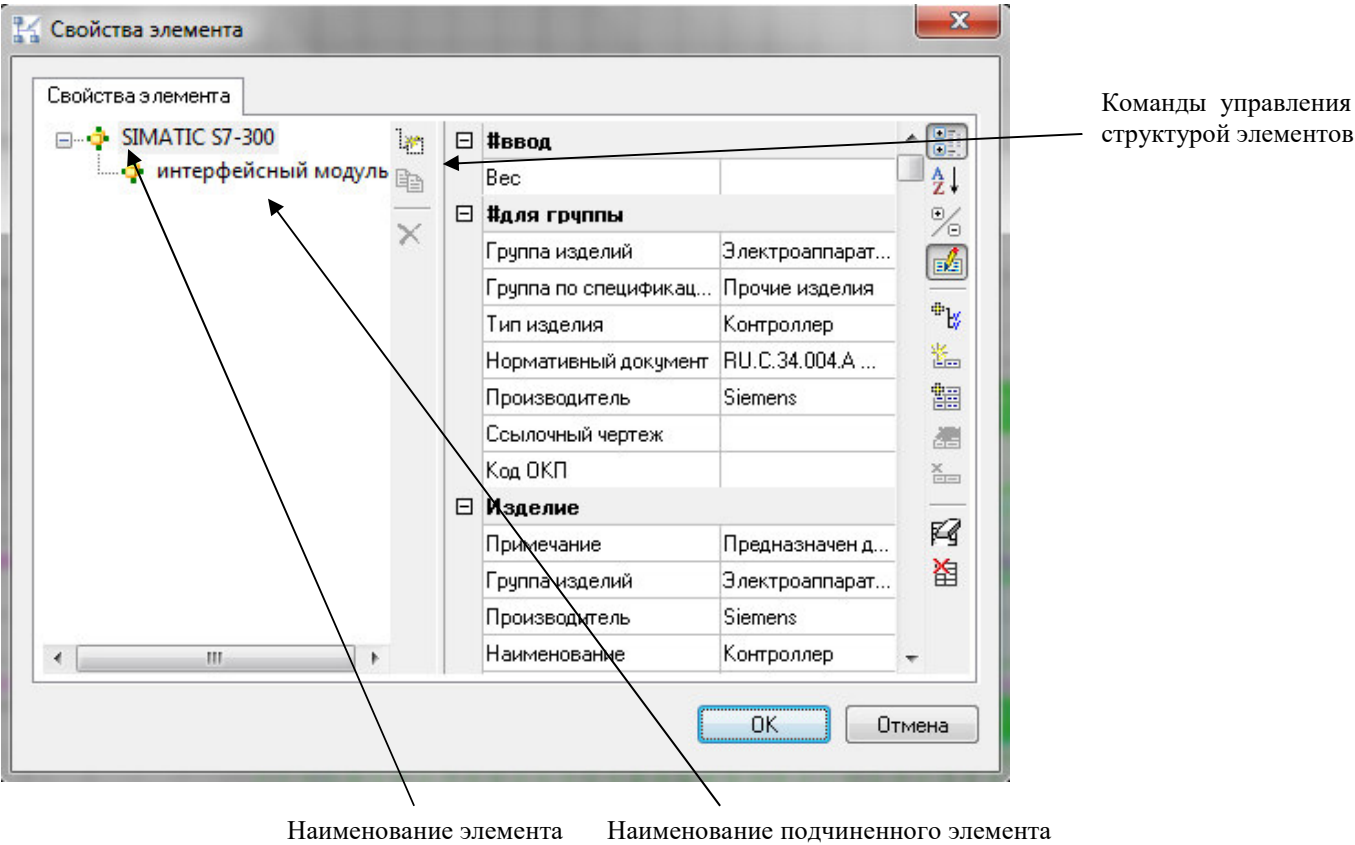 Свойства элемента
Свойства элемента
SIMATIC S7-300
интерфейсный модуль
#ввод
Вес
#для группы
Группа изделий Электроаппарат...
Группа по спецификац... Прочие изделия
Тип изделия Контроллер
Нормативный документ RU.C.34.004.A ...
Производитель Siemens
Ссылочный чертеж
Код ОКП
Изделие
Примечание Предназначен д...
Группа изделий Электроаппарат...
Производитель Siemens
Наименование Контроллер
OK Отмена
Команды управления
структурой элементов
Наименование элемента Наименование подчиненного элемента